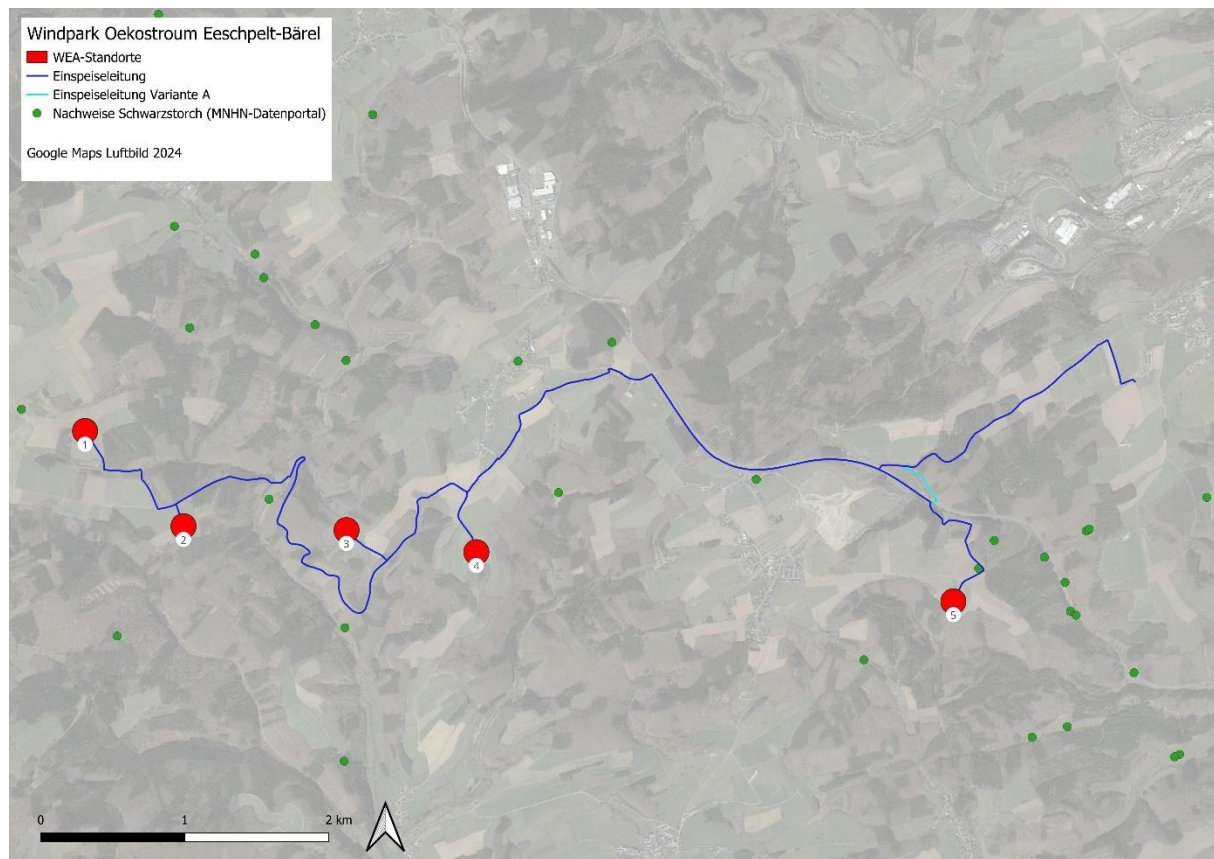 Windpark Oekostroum Eeschpelt-Bärel
WEA-Standorte
Einspeiseleitung
Einspeiseleitung Variante A
Nachweise Schwarzstorch (MNHN-Datenportal)
Google Maps Luftbild 2024
1
2
3
4
5
0 1 2 km